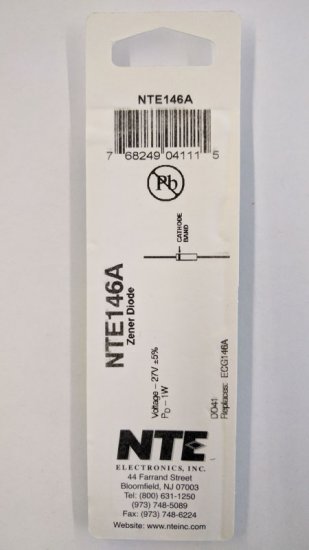 NTE146A
7 68249 04111 5
Pb
CATHODE
BAND
NTE146A
Zener Diode
Voltage – 27V ±5%
PD – 1W
DO41
Replaces: ECG146A
NTE
ELECTRONICS, INC.
44 Farrand Street
Bloomfield, NJ 07003
Tel: (800) 631-1250
(973) 748-5089
Fax: (973) 748-6224
Website: www.nteinc.com